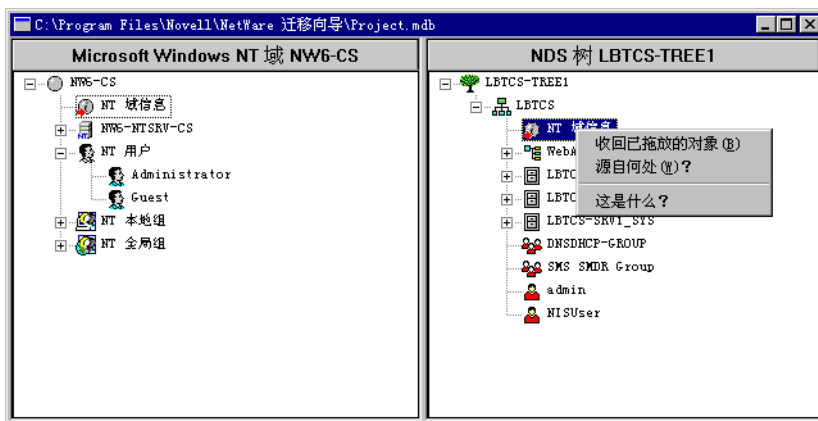 C:\Program Files\Novell\NetWare 迁移向导\Project.mdb
Microsoft Windows NT 域 NW6-CS
NW6-CS
NT 域信息
NW6-NTSRV-CS
NT 用户
Administrator
Guest
NT 本地组
NT 全局组
NDS 树 LBTCS-TREE1
LBTCS-TREE1
LBTCS
NT 域信息
WebA
LBTC
LBTC
LBTCS-SRV1_SYS
DNSDHCP-GROUP
SMS SMDR Group
admin
NISUser
收回已拖放的对象(B)
源自何处(W)?
这是什么?